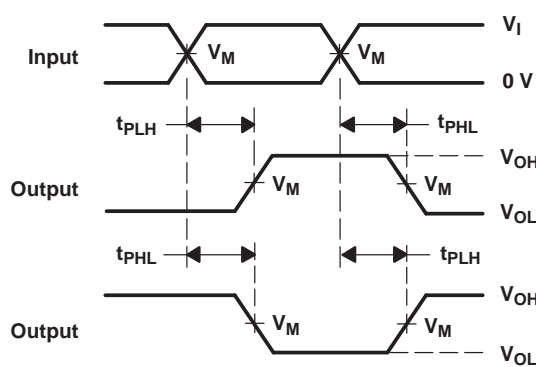 V_I
Input
V_M V_M
0 V
t_PLH t_PHL
V_OH
Output V_M V_M
V_OL
t_PHL t_PLH
V_OH
Output V_M V_M
V_OL